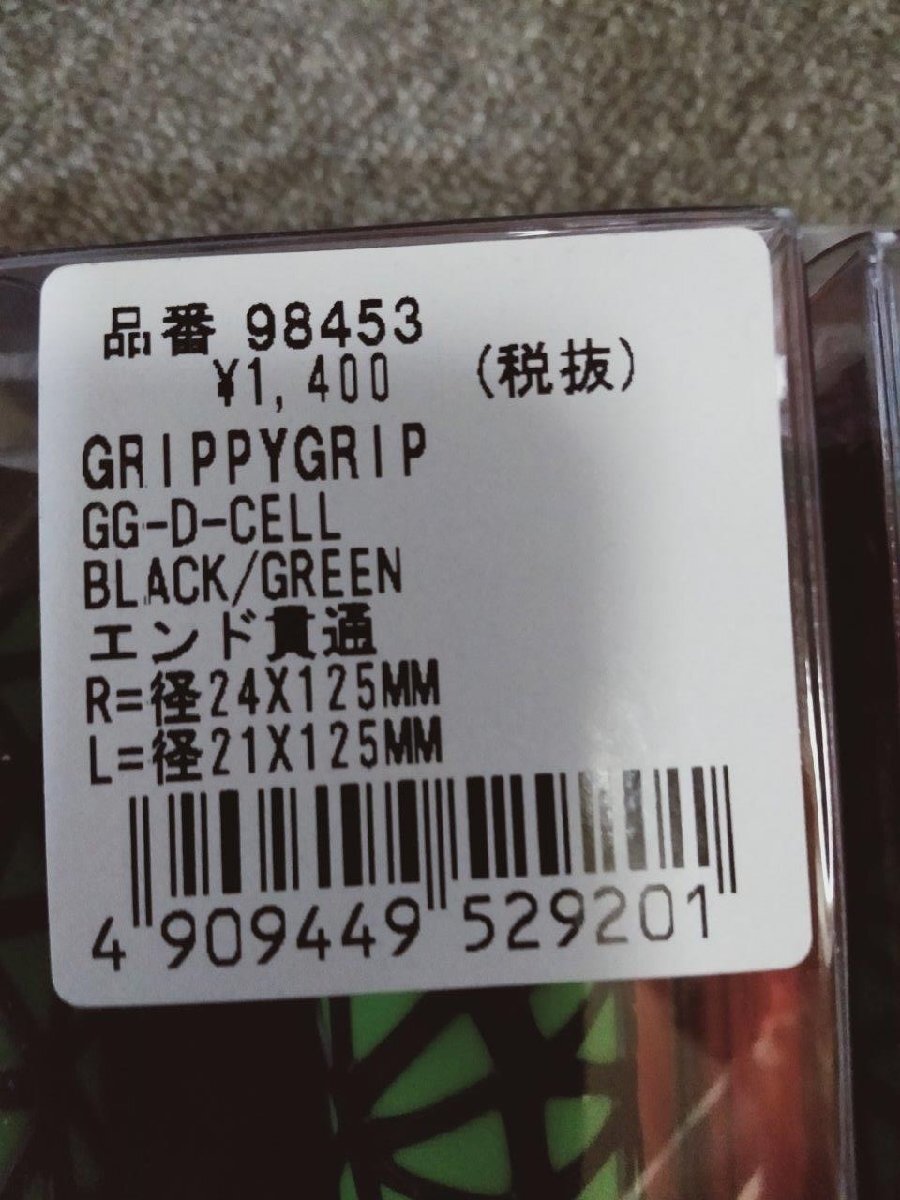 品番 98453
¥1,400 (税抜)
GRIPPYGRIP
GG-D-CELL
BLACK/GREEN
エンド貫通
R=径24X125MM
L=径21X125MM
4 909449 529201